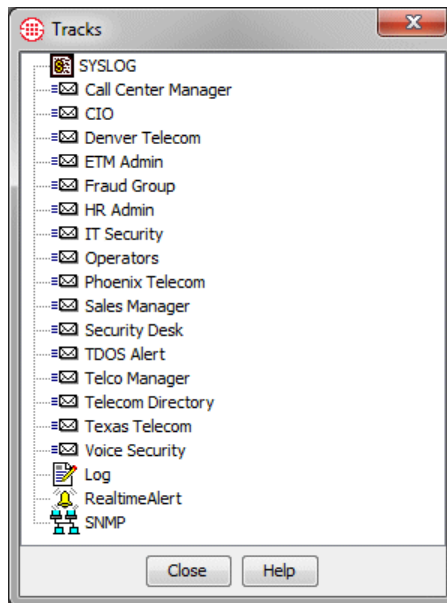 Tracks
SYSLOG
Call Center Manager
CIO
Denver Telecom
ETM Admin
Fraud Group
HR Admin
IT Security
Operators
Phoenix Telecom
Sales Manager
Security Desk
TDOS Alert
Telco Manager
Telecom Directory
Texas Telecom
Voice Security
Log
RealtimeAlert
SNMP
Close Help